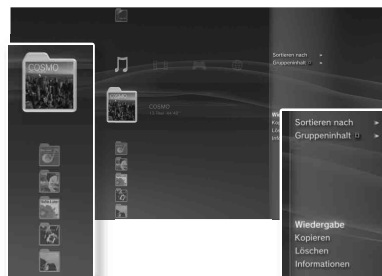 COSMO
COSMO
Sortieren nach
Gruppeninhalt
Sortieren nach
Gruppeninhalt
Wiedergabe
Kopieren
Löschen
Informationen